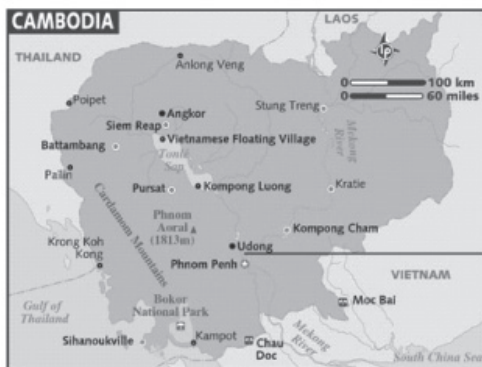 CAMBODIA
LAOS
THAILAND
Anlong Veng
0 100 km
0 60 miles
Poipet
Angkor
Stung Treng
Siem Reap
Vietnamese Floating Village
Battambang
Tonlé
Sap
Mekong
River
Pailin
Pursat
Kompong Luong
Kratie
Cardamom Mountains
Phnom
Aoral
(1813m)
Kompong Cham
Krong Koh
Kong
Udong
Phnom Penh
VIETNAM
Gulf of
Thailand
Bokor
National Park
Moc Bai
Sihanoukville
Kampot
Chau
Doc
Mekong
River
South China Sea